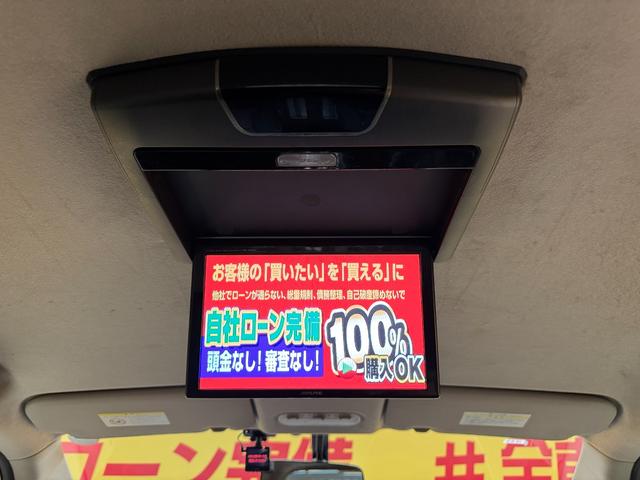 お客様の「買いたい」を「買える」に
他社でローンが通らない、総量規制、債務整理、自己破産諦めないで
自社ローン完備
頭金なし!審査なし!
100%
購入OK
ALPINE
ローン完備